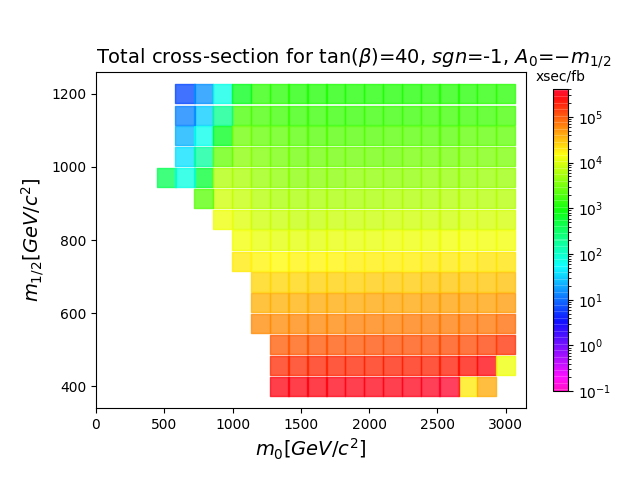 Total cross-section for tan(β)=40, sgn=-1, A₀=−m₁/₂
xsec/fb
1200
1000
800
600
400
m₁/₂[GeV/c²]
0 500 1000 1500 2000 2500 3000
m₀[GeV/c²]
10⁵
10⁴
10³
10²
10¹
10⁰
10⁻¹